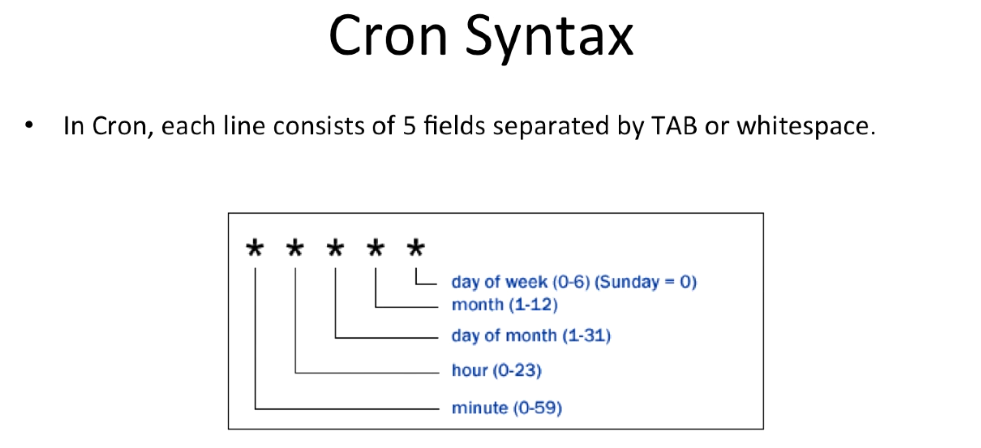 Cron Syntax
• In Cron, each line consists of 5 fields separated by TAB or whitespace.
* * * * *
day of week (0-6) (Sunday = 0)
month (1-12)
day of month (1-31)
hour (0-23)
minute (0-59)